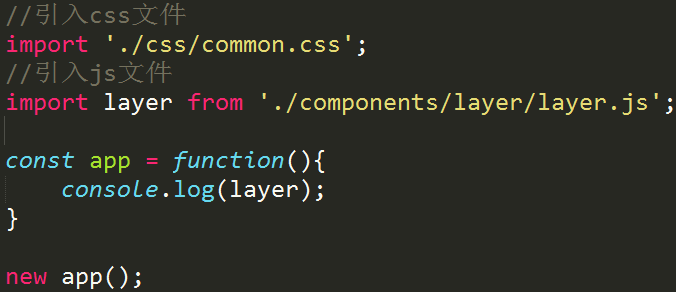 //引入css文件
import './css/common.css';
//引入js文件
import layer from './components/layer/layer.js';
const app = function(){
    console.log(layer);
}
new app();